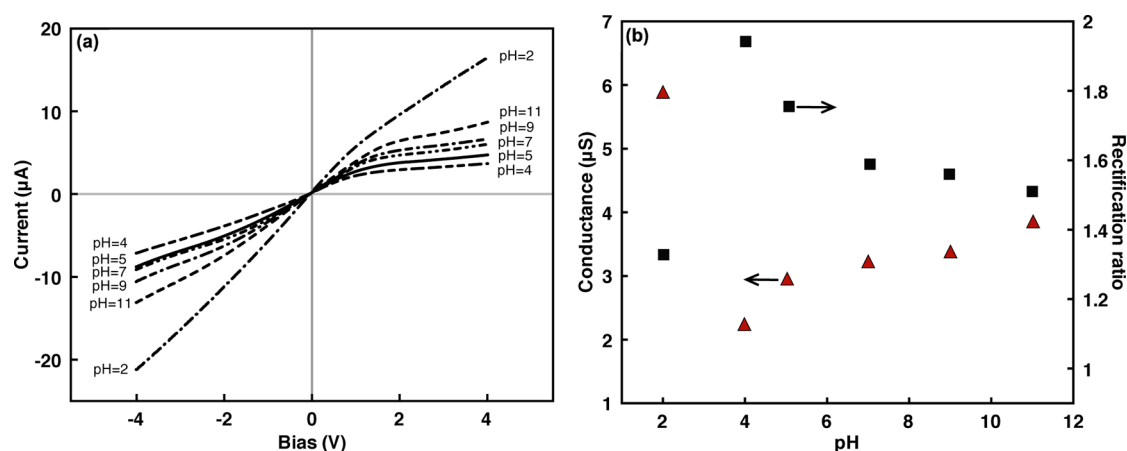 (a)
20
10
0
-10
-20
Current (µA)
pH=2
pH=11
pH=9
pH=7
pH=5
pH=4
pH=4
pH=5
pH=7
pH=9
pH=11
pH=2
-4
-2
0
2
4
Bias (V)
(b)
7
6
5
4
3
2
1
Conductance (µS)
2
1.8
1.6
1.4
1.2
1
Rectification ratio
2
4
6
8
10
12
pH